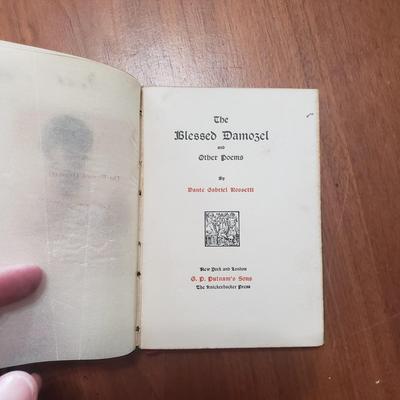 The
Blessed Damozel
and
Other Poems
By
Dante Gabriel Rossetti
New York and London
G. P. Putnam's Sons
The Knickerbocker Press